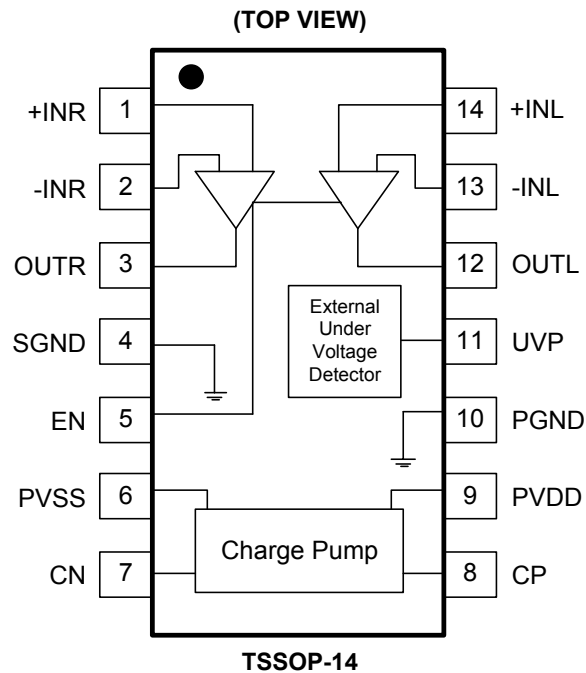 (TOP VIEW)
+INR 1 14 +INL
-INR 2 13 -INL
OUTR 3 12 OUTL
External
Under
Voltage
Detector
SGND 4 11 UVP
EN 5 10 PGND
PVSS 6 9 PVDD
Charge Pump
CN 7 8 CP
TSSOP-14